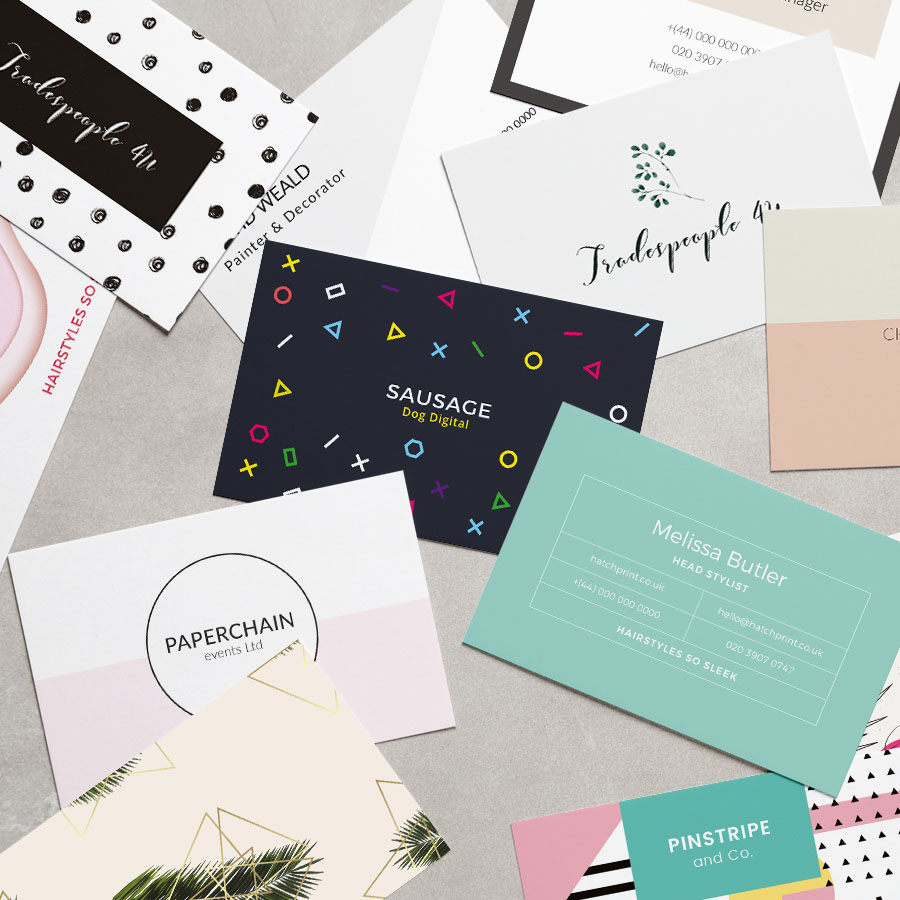 Tradespeople 4U
+(44) 000 000 000
020 3907
WEALD
Painter & Decorator
0000
Tradespeople 4U
HAIRSTYLES SO
SAUSAGE
Dog Digital
Melissa Butler
HEAD STYLIST
hatchprint.co.uk
hello@hatchprint.co.uk
+(44) 000 000 0000
020 3907 0747
HAIRSTYLES SO SLEEK
PAPERCHAIN
events Ltd
PINSTRIPE
and Co.